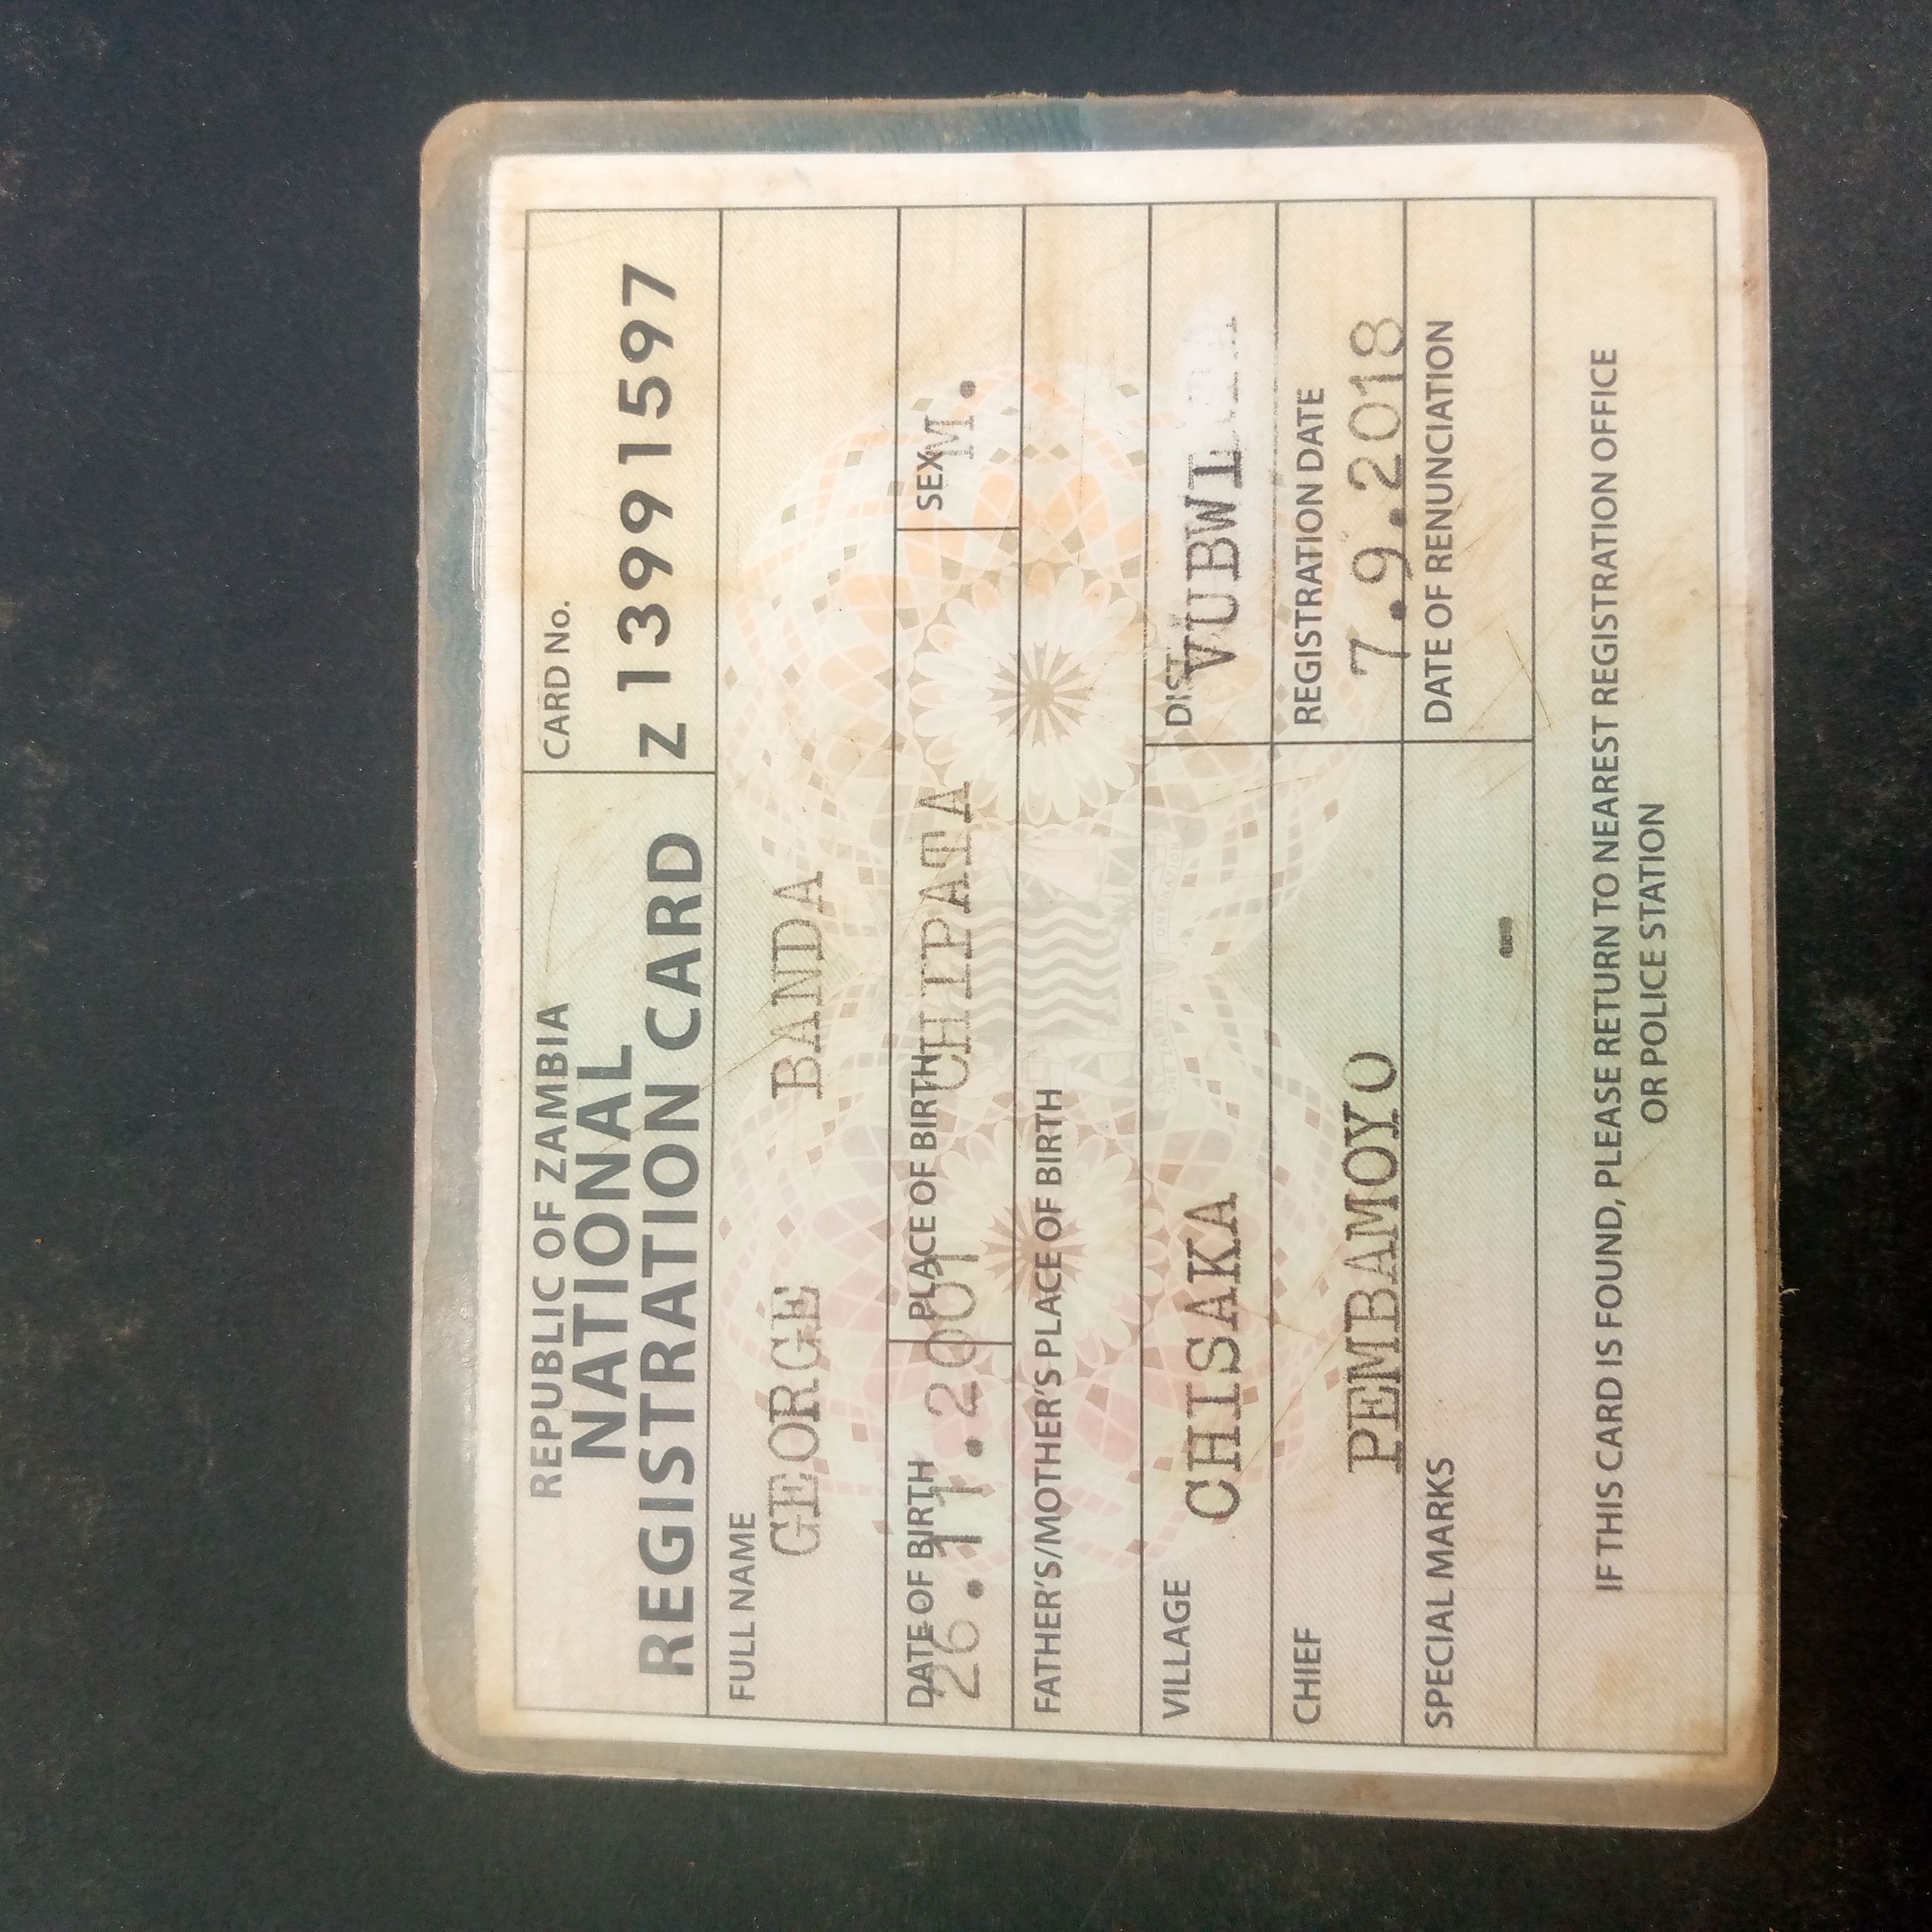 REPUBLIC OF ZAMBIA
NATIONAL
REGISTRATION CARD
CARD No.
Z 13991597
FULL NAME
GEORGE BANDA
DATE OF BIRTH PLACE OF BIRTH SEX
26.11.2001 CHIPATA M.
FATHER'S/MOTHER'S PLACE OF BIRTH
VILLAGE DIST
CHISAKA VUBWI
CHIEF REGISTRATION DATE
PEMBAMOYO 7.9.2018
SPECIAL MARKS DATE OF RENUNCIATION
-
IF THIS CARD IS FOUND, PLEASE RETURN TO NEAREST REGISTRATION OFFICE
OR POLICE STATION